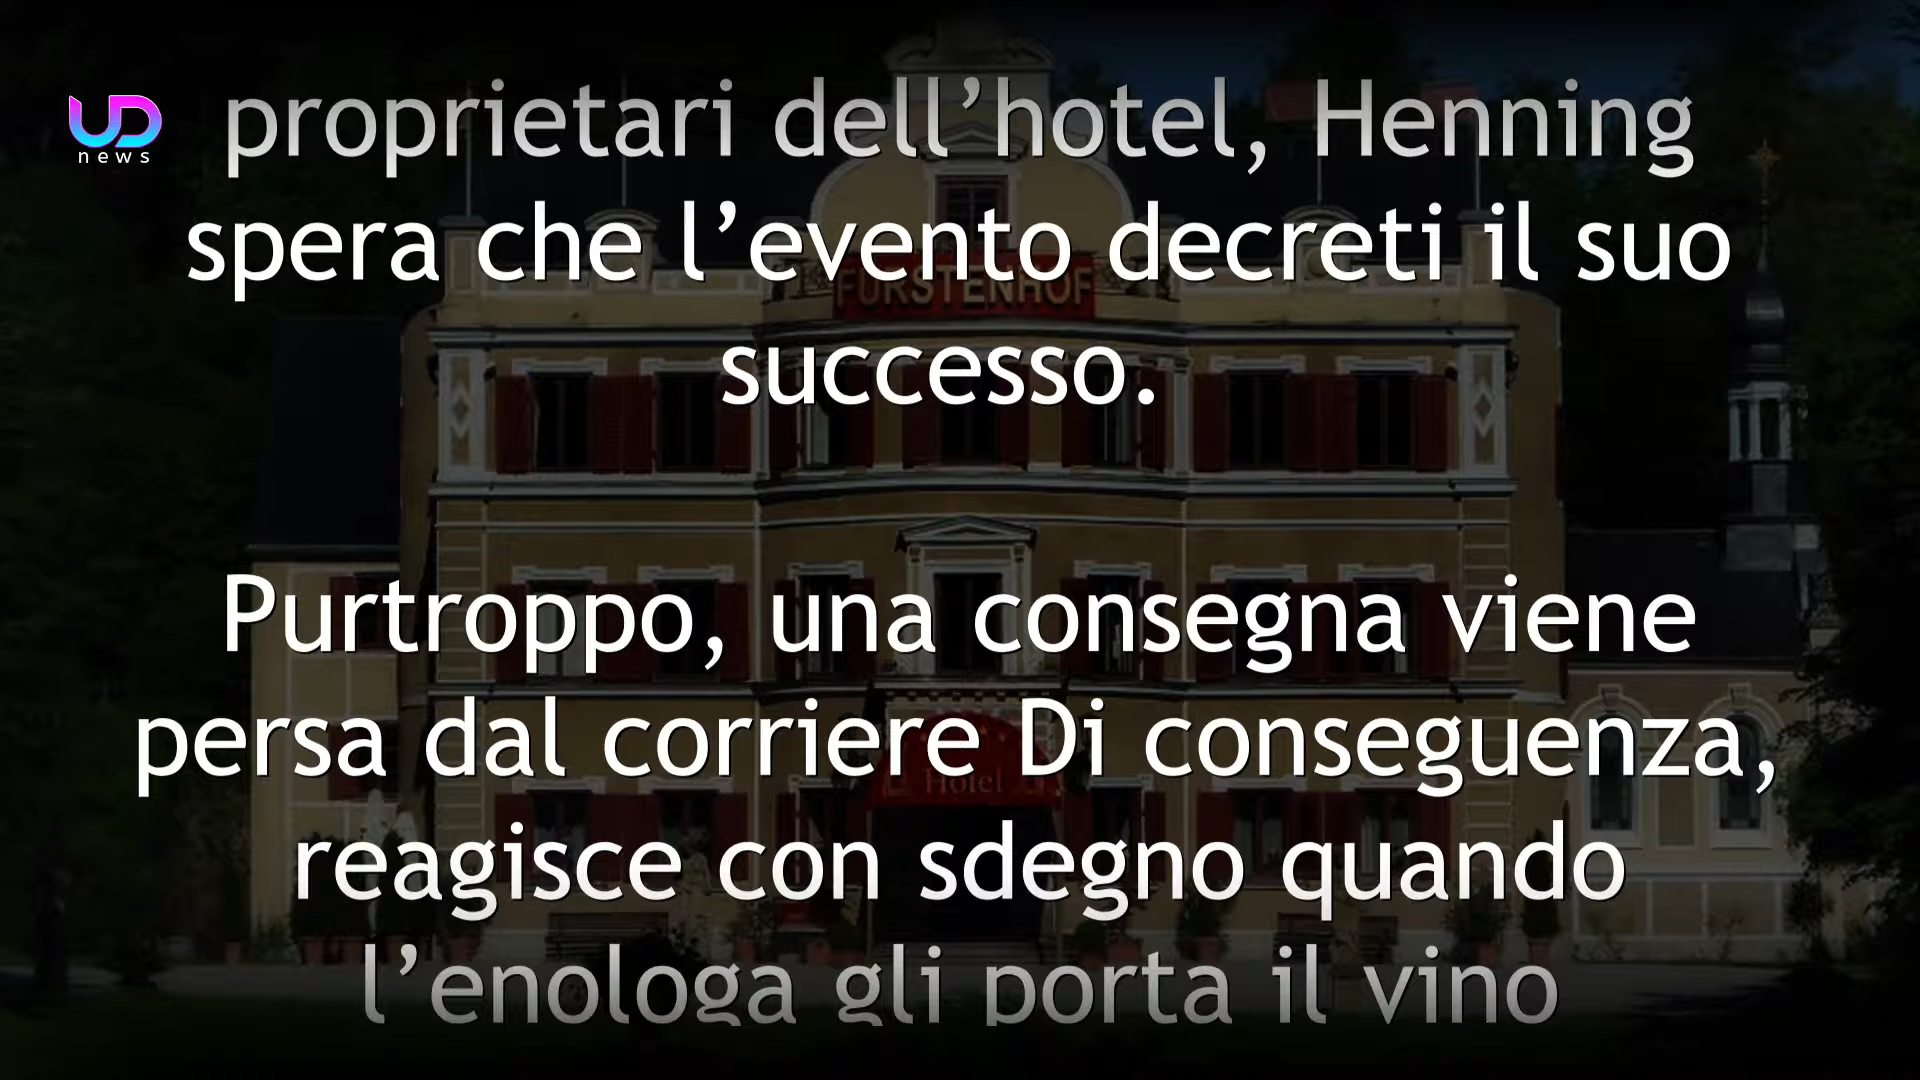 UD
news
proprietari dell’hotel, Henning
spera che l’evento decreti il suo
FÜRSTENHOF
successo.
Purtroppo, una consegna viene
persa dal corriere Di conseguenza,
Hotel
reagisce con sdegno quando
l’enologa gli porta il vino